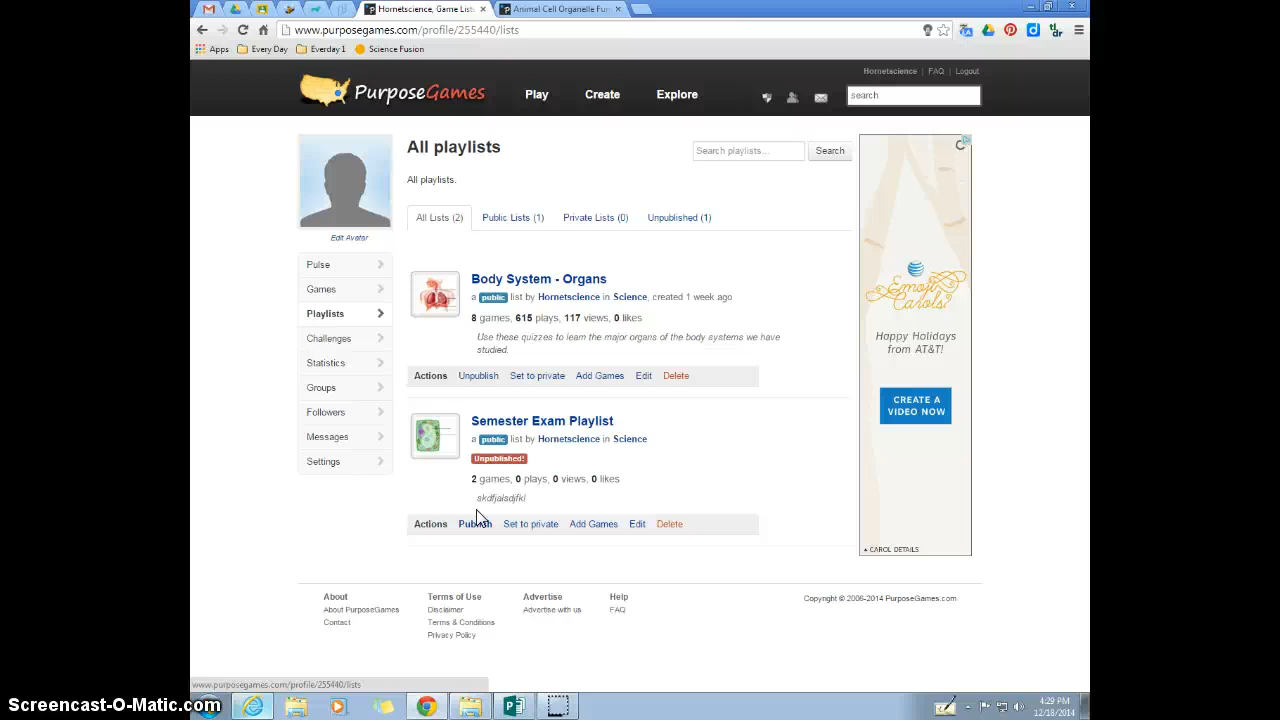 Hornetscience, Game Lists
Animal Cell Organelle Fun
www.purposegames.com/profile/255440/lists
Apps Every Day Everday 1 Science Fusion
Hornetscience | FAQ | Logout
PurposeGames Play Create Explore search
All playlists Search playlists... Search
All playlists.
Edit Avatar
All Lists (2) Public Lists (1) Private Lists (0) Unpublished (1)
Pulse
Games
Playlists
Challenges
Statistics
Groups
Followers
Messages
Settings
Body System - Organs
a public list by Hornetscience in Science, created 1 week ago
8 games, 615 plays, 117 views, 0 likes
Use these quizzes to learn the major organs of the body systems we have
studied.
Actions Unpublish Set to private Add Games Edit Delete
Semester Exam Playlist
a public list by Hornetscience in Science
Unpublished!
2 games, 0 plays, 0 views, 0 likes
skdfjalsdjfkl
Actions Publish Set to private Add Games Edit Delete
at&t
Emoji
Carols
Happy Holidays
from AT&T!
CREATE A
VIDEO NOW
CAROL DETAILS
About Terms of Use Advertise Help
About PurposeGames Disclaimer Advertise with us FAQ
Contact Terms & Conditions
Privacy Policy
Copyright © 2006-2014 PurposeGames.com
www.purposegames.com/profile/255440/lists
Screencast-O-Matic.com
4:29 PM
12/18/2014